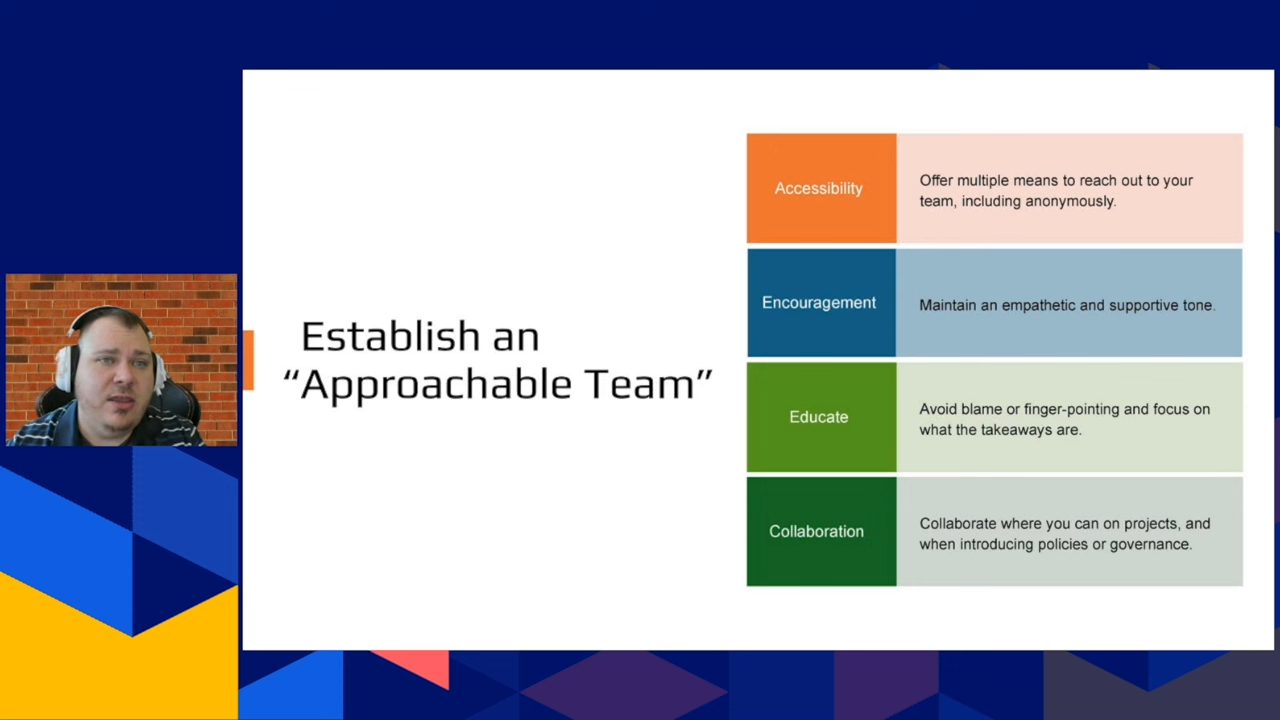 Establish an
“Approachable Team”
Accessibility
Offer multiple means to reach out to your
team, including anonymously.
Encouragement
Maintain an empathetic and supportive tone.
Educate
Avoid blame or finger-pointing and focus on
what the takeaways are.
Collaboration
Collaborate where you can on projects, and
when introducing policies or governance.